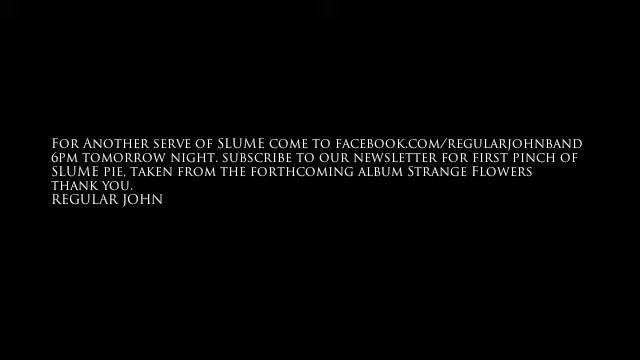 For Another serve of SLUME come to facebook.com/regularjohnband
6pm tomorrow night. subscribe to our newsletter for first pinch of
SLUME pie, taken from the forthcoming album Strange Flowers
thank you.
REGULAR JOHN